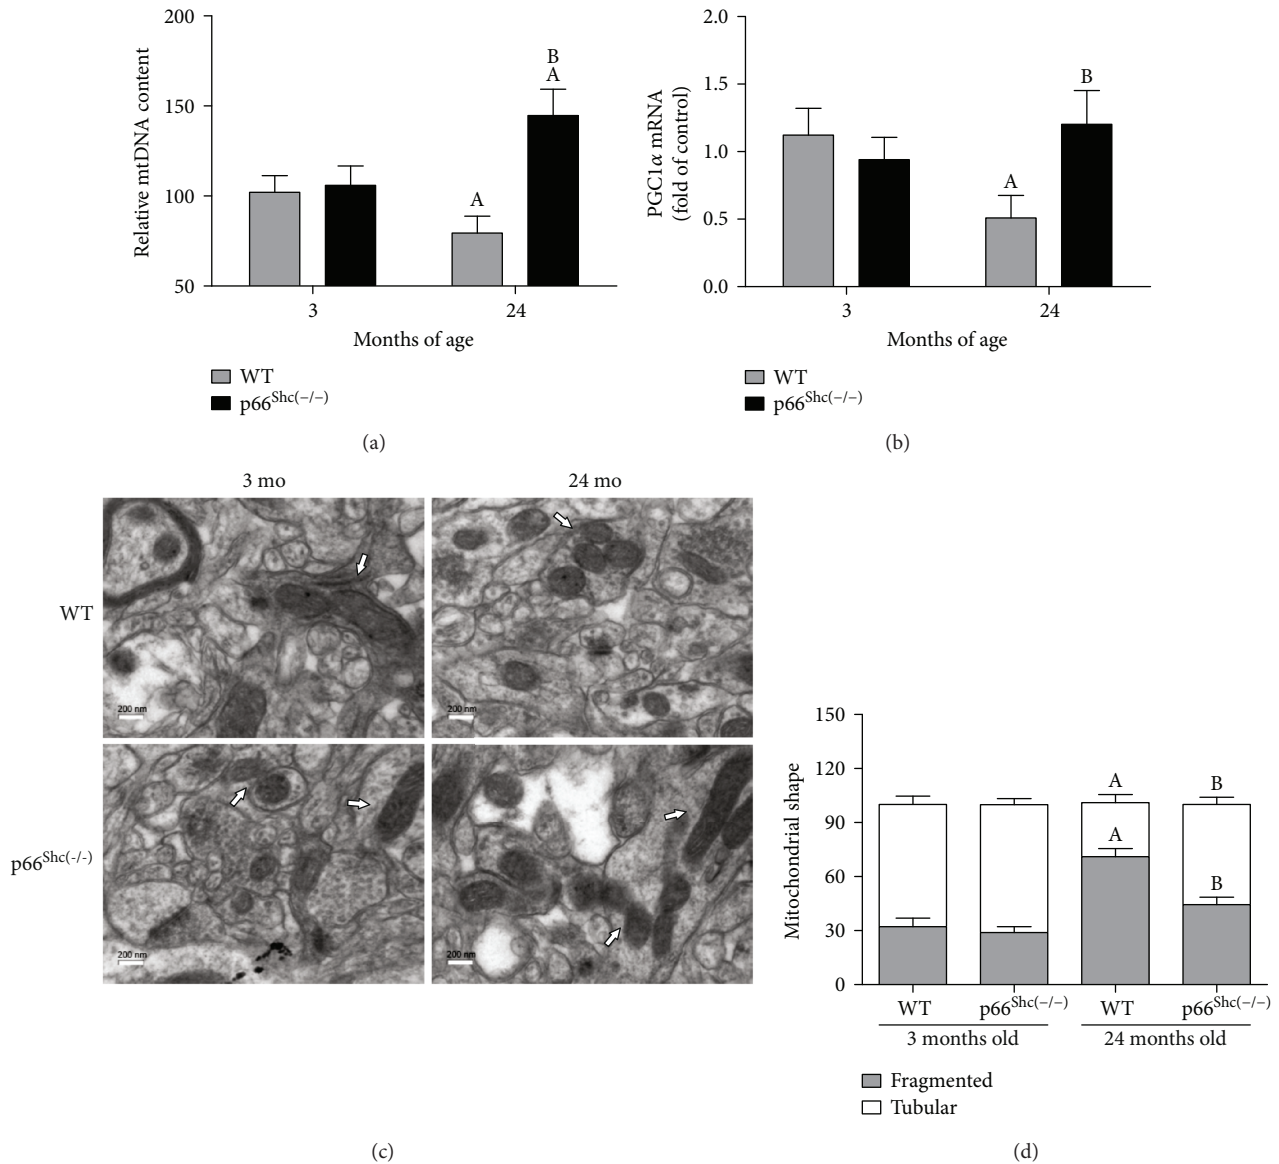 200
150
100
50
Relative mtDNA content
A
B
A
3
24
Months of age
WT
p66Shc(−/−)
(a)
2.0
1.5
1.0
0.5
0.0
PGC1α mRNA
(fold of control)
A
B
3
24
Months of age
WT
p66Shc(−/−)
(b)
3 mo
24 mo
WT
200 nm
200 nm
p66Shc(-/-)
200 nm
200 nm
(c)
150
120
90
60
30
0
Mitochondrial shape
A
B
A
B
WT
p66Shc(−/−)
WT
p66Shc(−/−)
3 months old
24 months old
Fragmented
Tubular
(d)